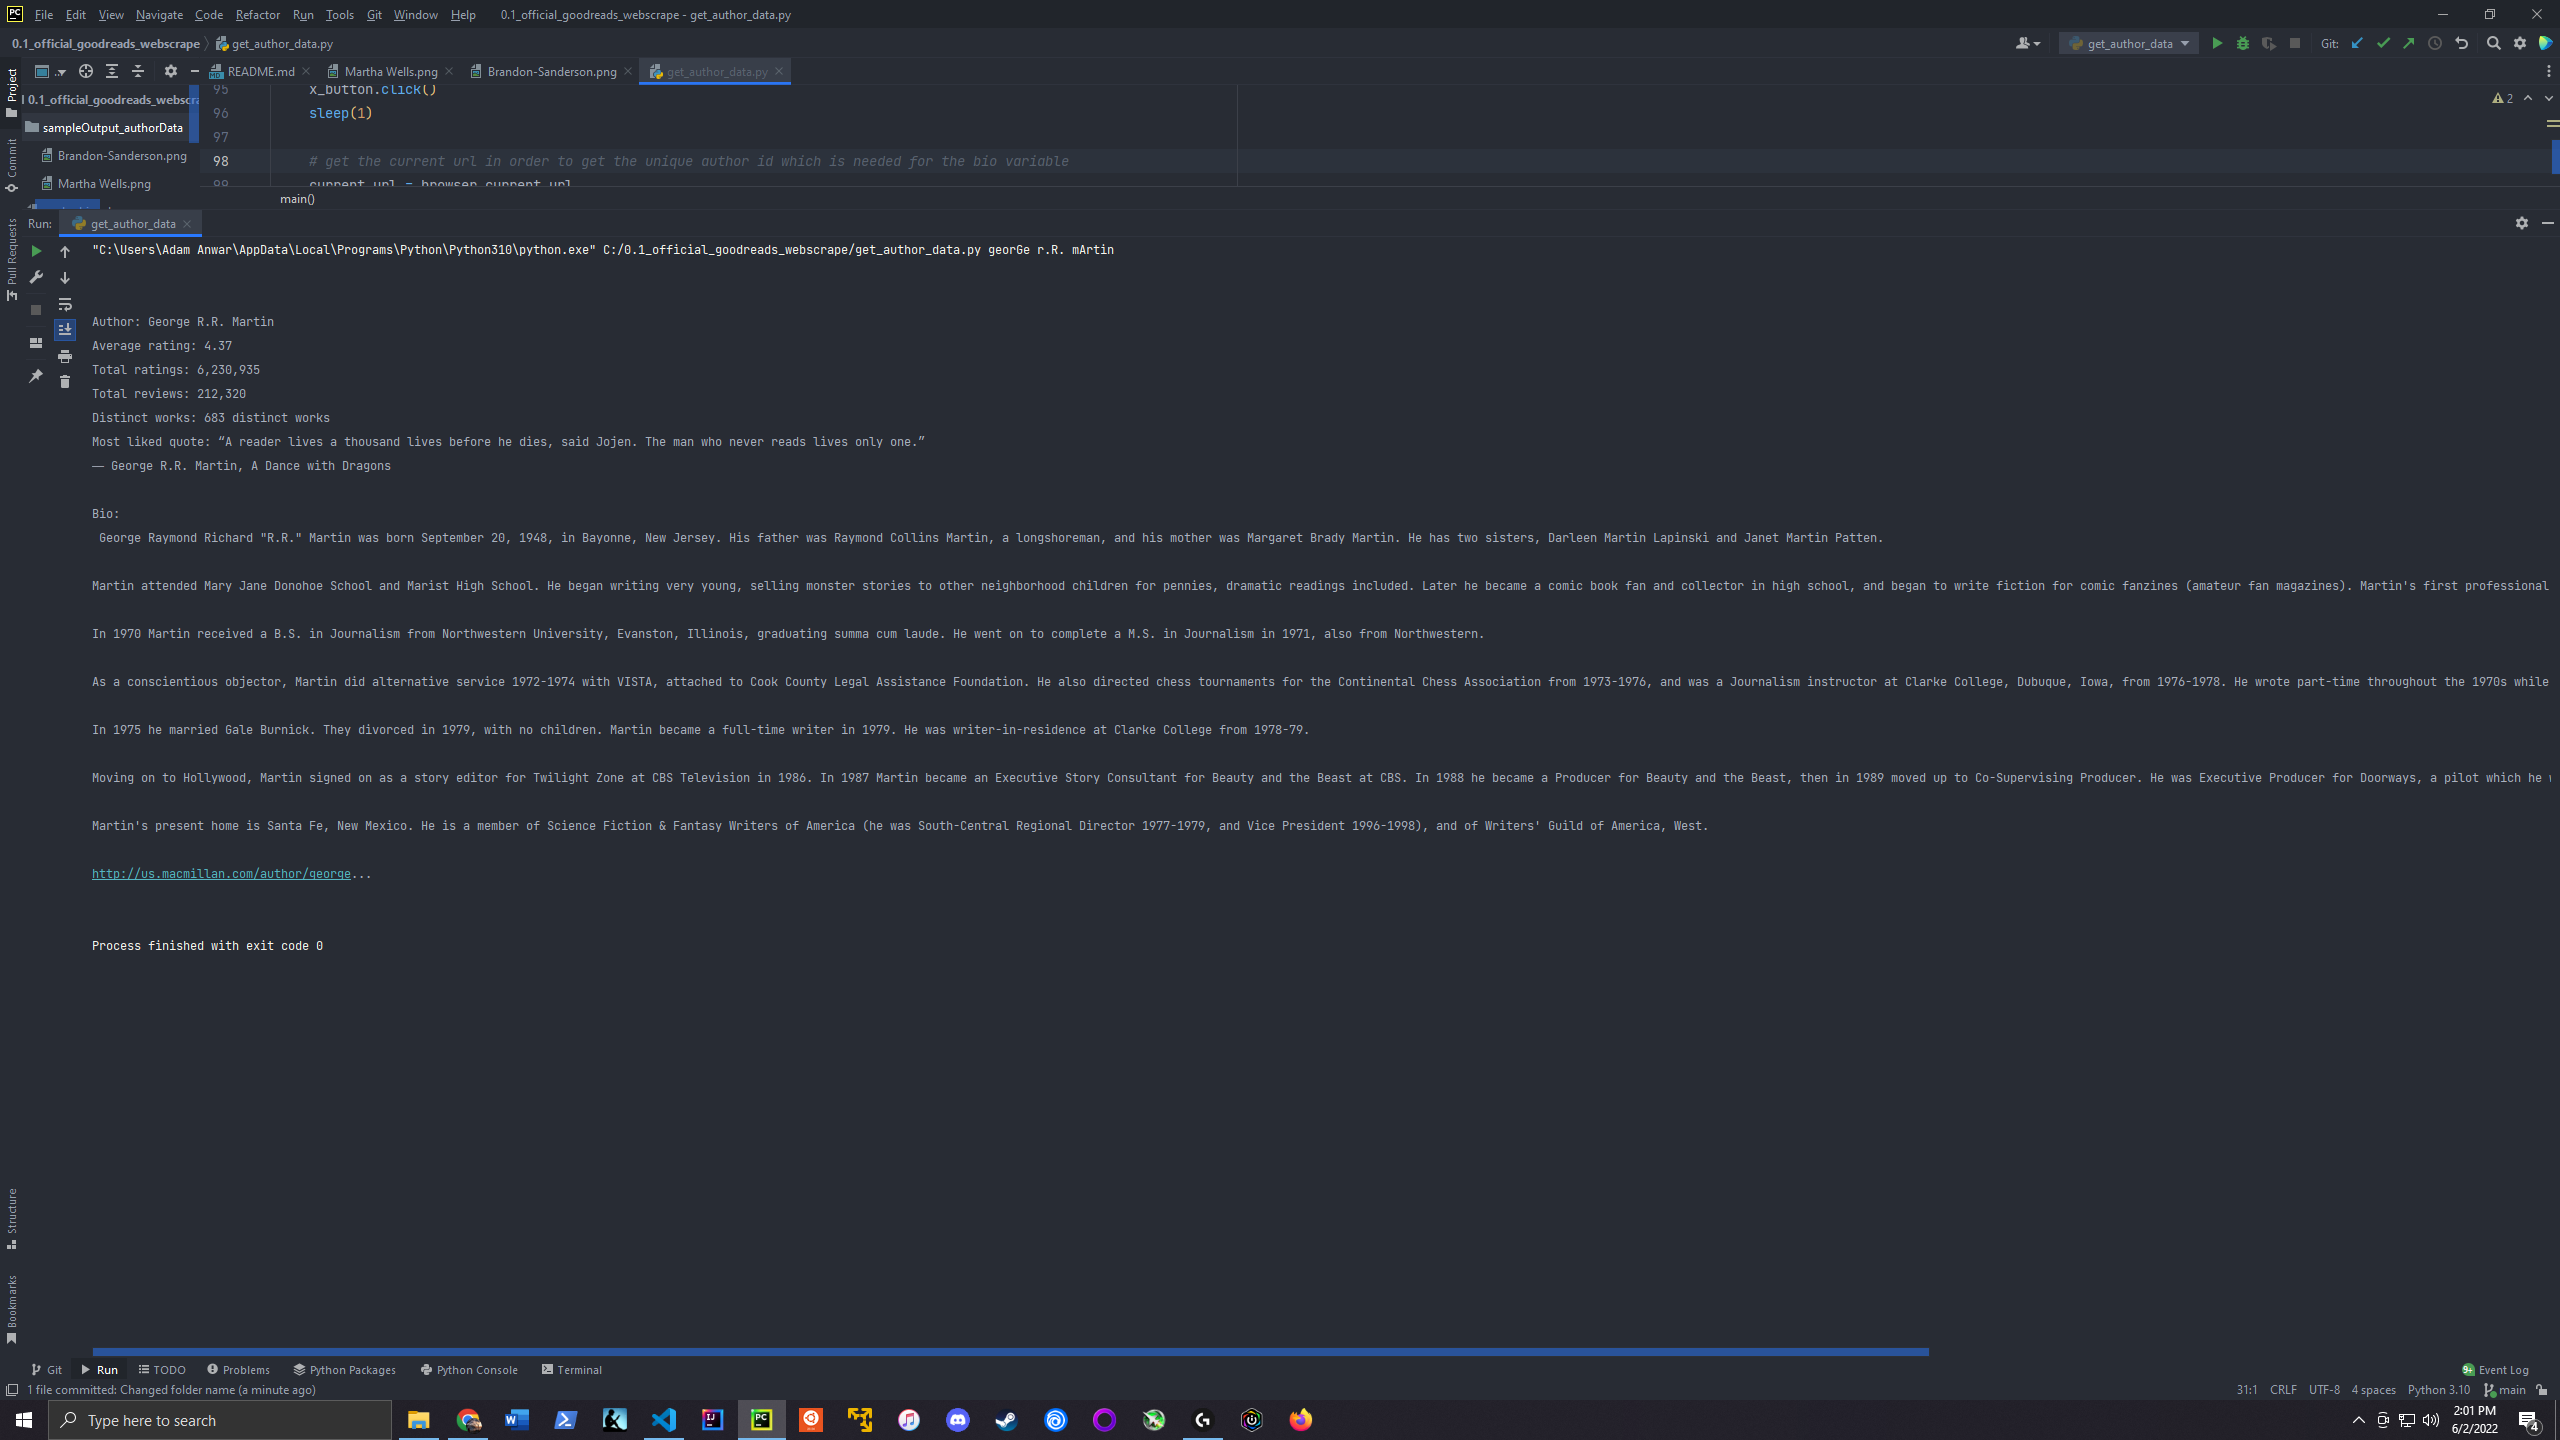 PC File Edit View Navigate Code Refactor Run Tools Git Window Help 0.1_official_goodreads_webscrape - get_author_data.py
0.1_official_goodreads_webscrape get_author_data.py get_author_data Git:
Project
README.md Martha Wells.png Brandon-Sanderson.png get_author_data.py
0.1_official_goodreads_webscra
sampleOutput_authorData
Brandon-Sanderson.png
Martha Wells.png
Commit
Pull Requests
95 x_button.click()
96 sleep(1)
97
98 # get the current url in order to get the unique author id which is needed for the bio variable
99 current_url = browser.current_url
2
main()
Run: get_author_data
"C:\Users\Adam Anwar\AppData\Local\Programs\Python\Python310\python.exe" C:/0.1_official_goodreads_webscrape/get_author_data.py georGe r.R. mArtin
Author: George R.R. Martin
Average rating: 4.37
Total ratings: 6,230,935
Total reviews: 212,320
Distinct works: 683 distinct works
Most liked quote: “A reader lives a thousand lives before he dies, said Jojen. The man who never reads lives only one.”
― George R.R. Martin, A Dance with Dragons
Bio:
George Raymond Richard "R.R." Martin was born September 20, 1948, in Bayonne, New Jersey. His father was Raymond Collins Martin, a longshoreman, and his mother was Margaret Brady Martin. He has two sisters, Darleen Martin Lapinski and Janet Martin Patten.
Martin attended Mary Jane Donohoe School and Marist High School. He began writing very young, selling monster stories to other neighborhood children for pennies, dramatic readings included. Later he became a comic book fan and collector in high school, and began to write fiction for comic fanzines (amateur fan magazines). Martin's first professional
In 1970 Martin received a B.S. in Journalism from Northwestern University, Evanston, Illinois, graduating summa cum laude. He went on to complete a M.S. in Journalism in 1971, also from Northwestern.
As a conscientious objector, Martin did alternative service 1972-1974 with VISTA, attached to Cook County Legal Assistance Foundation. He also directed chess tournaments for the Continental Chess Association from 1973-1976, and was a Journalism instructor at Clarke College, Dubuque, Iowa, from 1976-1978. He wrote part-time throughout the 1970s while
In 1975 he married Gale Burnick. They divorced in 1979, with no children. Martin became a full-time writer in 1979. He was writer-in-residence at Clarke College from 1978-79.
Moving on to Hollywood, Martin signed on as a story editor for Twilight Zone at CBS Television in 1986. In 1987 Martin became an Executive Story Consultant for Beauty and the Beast at CBS. In 1988 he became a Producer for Beauty and the Beast, then in 1989 moved up to Co-Supervising Producer. He was Executive Producer for Doorways, a pilot which he
Martin's present home is Santa Fe, New Mexico. He is a member of Science Fiction & Fantasy Writers of America (he was South-Central Regional Director 1977-1979, and Vice President 1996-1998), and of Writers' Guild of America, West.
http://us.macmillan.com/author/george...
Process finished with exit code 0
Structure
Bookmarks
Git Run TODO Problems Python Packages Python Console Terminal 9+ Event Log
1 file committed: Changed folder name (a minute ago) 31:1 CRLF UTF-8 4 spaces Python 3.10 main
Type here to search
2:01 PM
6/2/2022
4